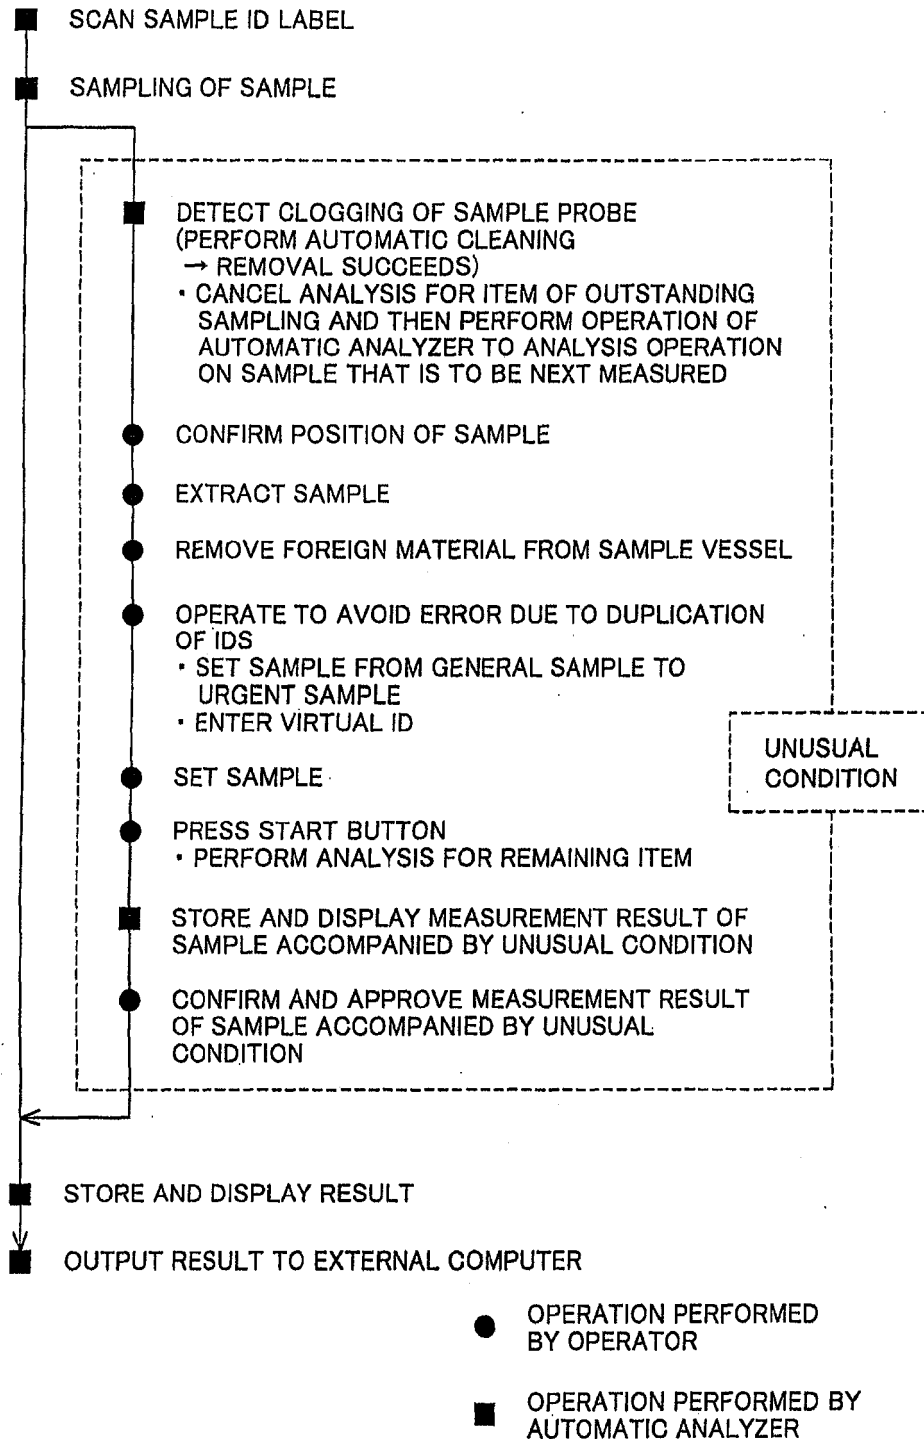 SCAN SAMPLE ID LABEL
SAMPLING OF SAMPLE
DETECT CLOGGING OF SAMPLE PROBE
(PERFORM AUTOMATIC CLEANING
→ REMOVAL SUCCEEDS)
・CANCEL ANALYSIS FOR ITEM OF OUTSTANDING
SAMPLING AND THEN PERFORM OPERATION OF
AUTOMATIC ANALYZER TO ANALYSIS OPERATION
ON SAMPLE THAT IS TO BE NEXT MEASURED
CONFIRM POSITION OF SAMPLE
EXTRACT SAMPLE
REMOVE FOREIGN MATERIAL FROM SAMPLE VESSEL
OPERATE TO AVOID ERROR DUE TO DUPLICATION
OF IDS
・SET SAMPLE FROM GENERAL SAMPLE TO
URGENT SAMPLE
・ENTER VIRTUAL ID
UNUSUAL
CONDITION
SET SAMPLE
PRESS START BUTTON
・PERFORM ANALYSIS FOR REMAINING ITEM
STORE AND DISPLAY MEASUREMENT RESULT OF
SAMPLE ACCOMPANIED BY UNUSUAL CONDITION
CONFIRM AND APPROVE MEASUREMENT RESULT
OF SAMPLE ACCOMPANIED BY UNUSUAL
CONDITION
STORE AND DISPLAY RESULT
OUTPUT RESULT TO EXTERNAL COMPUTER
OPERATION PERFORMED
BY OPERATOR
OPERATION PERFORMED BY
AUTOMATIC ANALYZER